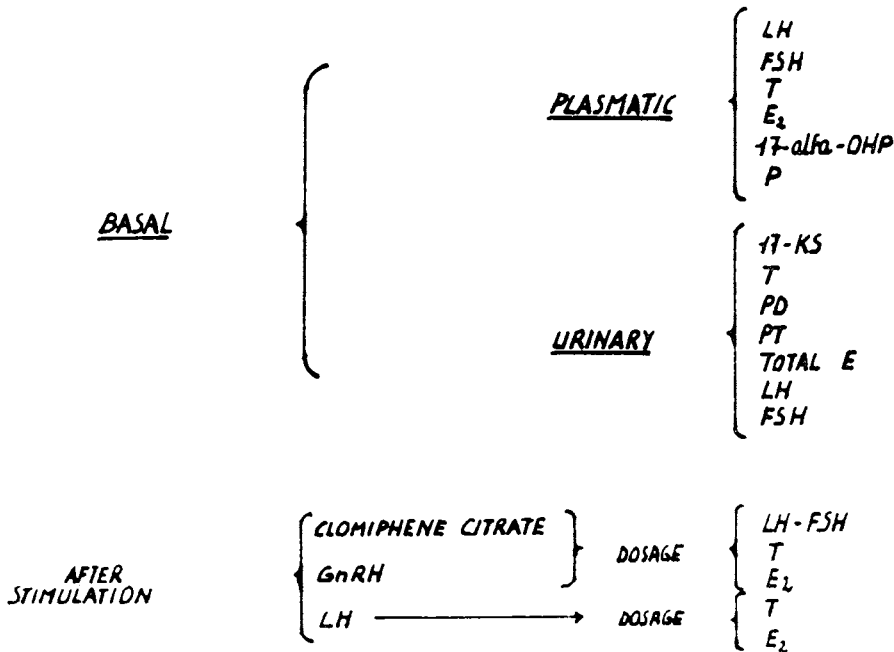 BASAL
PLASMATIC
LH
FSH
T
E₂
17-alfa-OHP
P
URINARY
17-KS
T
PD
PT
TOTAL E
LH
FSH
AFTER
STIMULATION
CLOMIPHENE CITRATE
GnRH
DOSAGE
LH-FSH
T
E₂
LH → DOSAGE
T
E₂